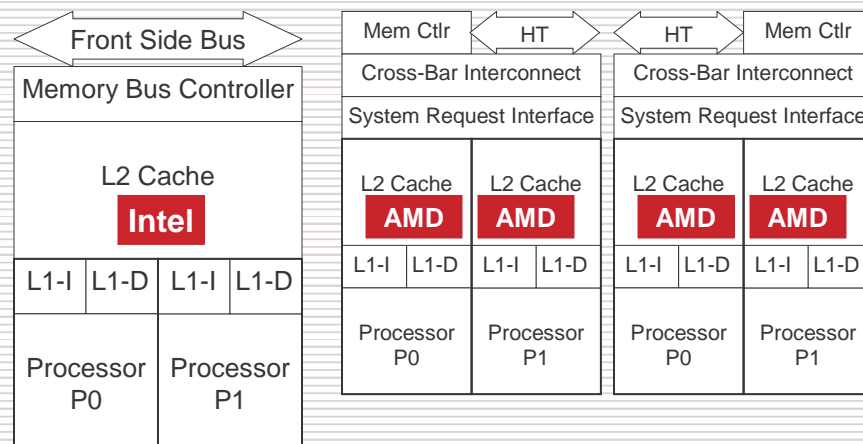 Front Side Bus
Memory Bus Controller
L2 Cache
Intel
L1-I L1-D L1-I L1-D
Processor P0
Processor P1
Mem Ctlr
HT
Cross-Bar Interconnect
System Request Interface
L2 Cache
AMD
L2 Cache
AMD
L1-I L1-D L1-I L1-D
Processor P0
Processor P1
HT
Mem Ctlr
Cross-Bar Interconnect
System Request Interface
L2 Cache
AMD
L2 Cache
AMD
L1-I L1-D L1-I L1-D
Processor P0
Processor P1